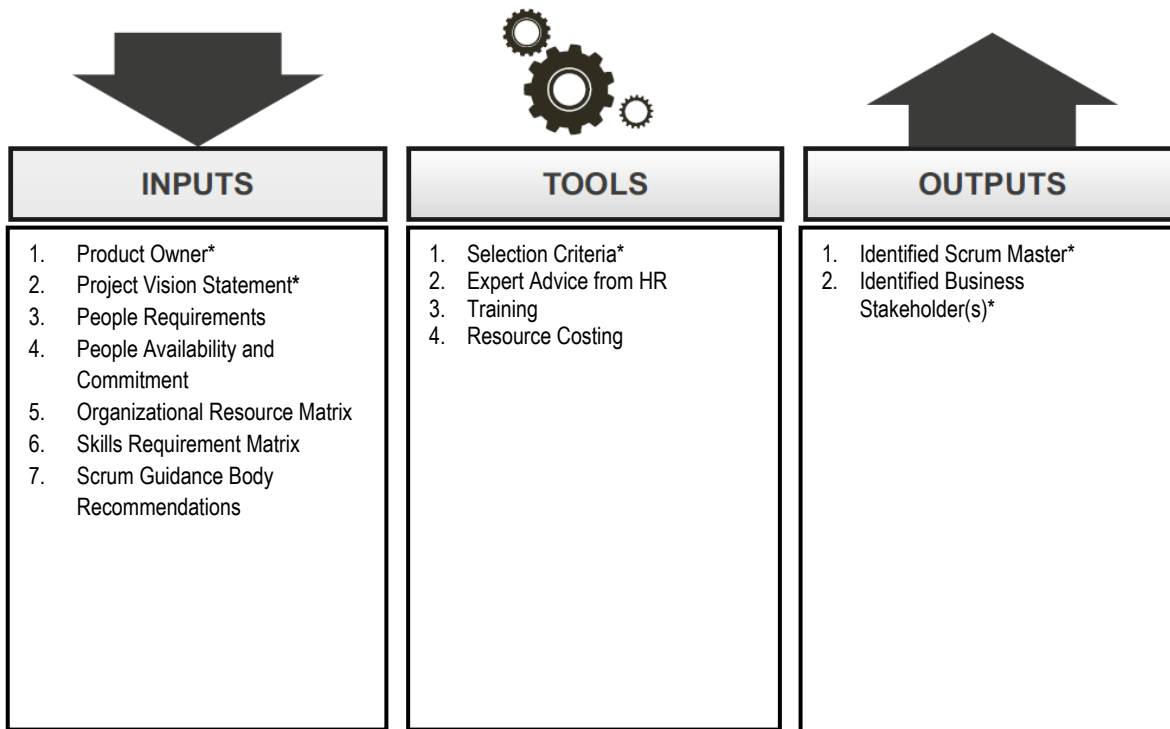 INPUTS
1. Product Owner*
2. Project Vision Statement*
3. People Requirements
4. People Availability and
Commitment
5. Organizational Resource Matrix
6. Skills Requirement Matrix
7. Scrum Guidance Body
Recommendations
TOOLS
1. Selection Criteria*
2. Expert Advice from HR
3. Training
4. Resource Costing
OUTPUTS
1. Identified Scrum Master*
2. Identified Business
Stakeholder(s)*